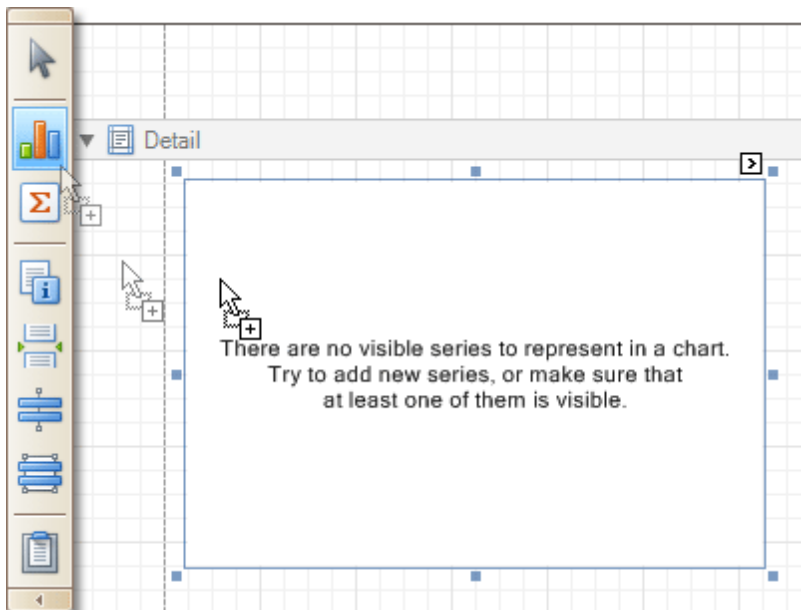 Detail
There are no visible series to represent in a chart.
Try to add new series, or make sure that
at least one of them is visible.